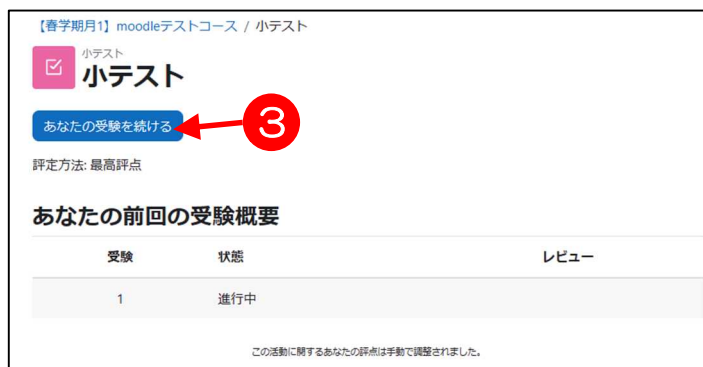 【春学期月1】moodleテストコース / 小テスト
小テスト
小テスト
あなたの受験を続ける
3
評定方法: 最高評点
あなたの前回の受験概要
受験 状態 レビュー
1 進行中
この活動に関するあなたの評点は手動で調整されました。